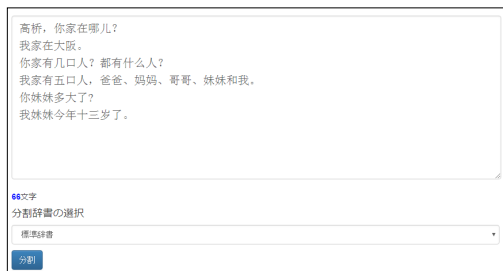 高桥，你家在哪儿？
我家在大阪。
你家有几口人？都有什么人？
我家有五口人，爸爸、妈妈、哥哥、妹妹和我。
你妹妹多大了？
我妹妹今年十三岁了。
66文字
分割辞書の選択
標準辞書
分割